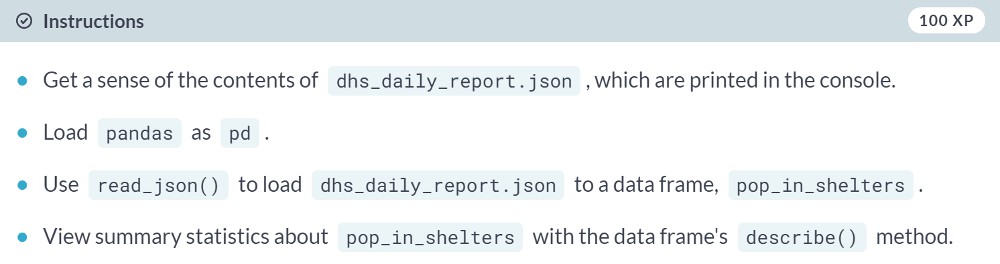 Instructions
100 XP
Get a sense of the contents of dhs_daily_report.json , which are printed in the console.
Load pandas as pd .
Use read_json() to load dhs_daily_report.json to a data frame, pop_in_shelters .
View summary statistics about pop_in_shelters with the data frame's describe() method.